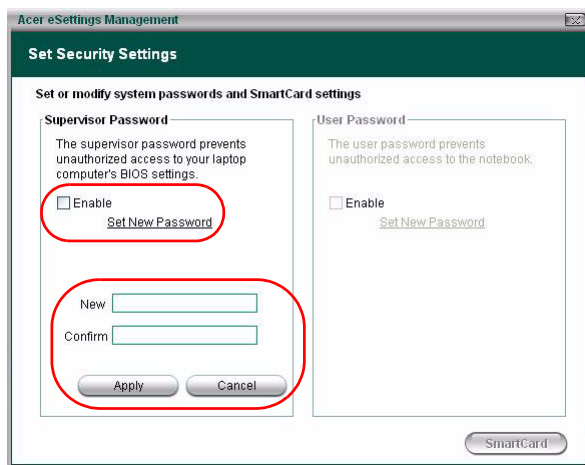 Acer eSettings Management
Set Security Settings
Set or modify system passwords and SmartCard settings
Supervisor Password
The supervisor password prevents
unauthorized access to your laptop
computer's BIOS settings.
Enable
Set New Password
New
Confirm
Apply
Cancel
User Password
The user password prevents
unauthorized access to the notebook.
Enable
Set New Password
SmartCard